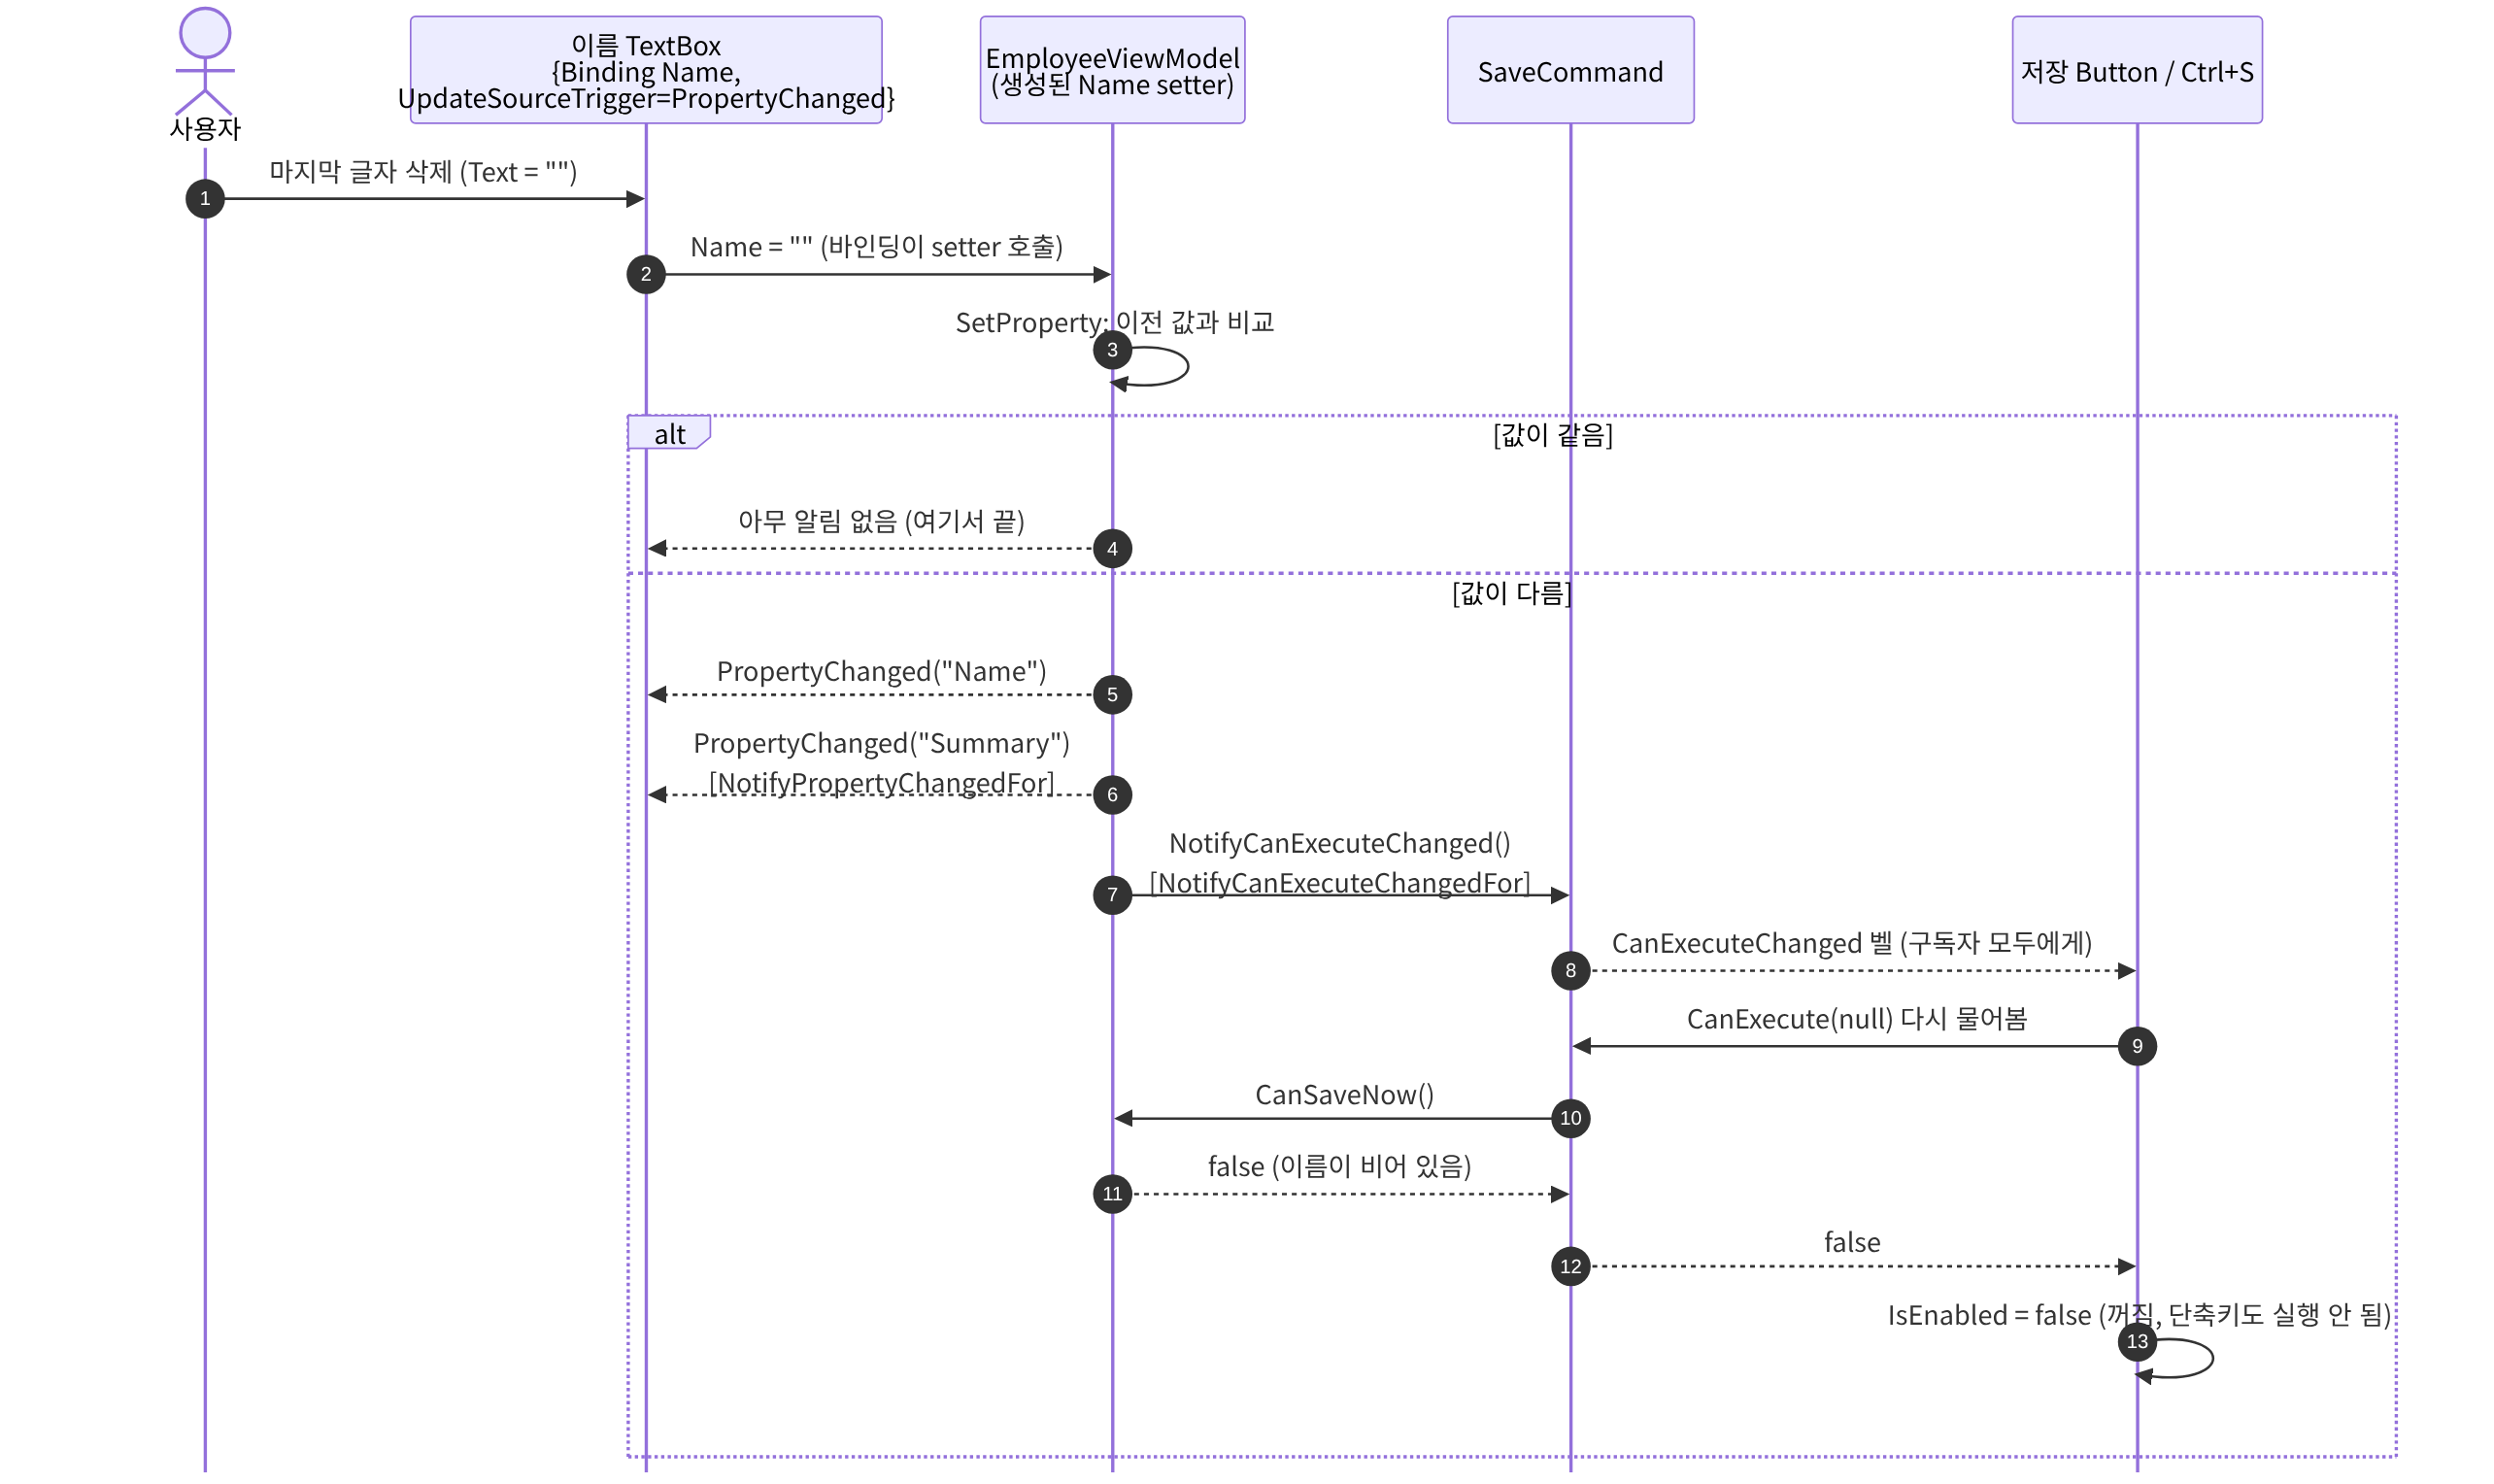 사용자
이름 TextBox
{Binding Name,
UpdateSourceTrigger=PropertyChanged}
EmployeeViewModel
(생성된 Name setter)
SaveCommand
저장 Button / Ctrl+S
마지막 글자 삭제 (Text = "")
1
Name = "" (바인딩이 setter 호출)
2
SetProperty: 이전 값과 비교
3
alt
[값이 같음]
아무 알림 없음 (여기서 끝)
4
[값이 다름]
PropertyChanged("Name")
5
PropertyChanged("Summary")
[NotifyPropertyChangedFor]
6
NotifyCanExecuteChanged()
[NotifyCanExecuteChangedFor]
7
CanExecuteChanged 벨 (구독자 모두에게)
8
CanExecute(null) 다시 물어봄
9
CanSaveNow()
10
false (이름이 비어 있음)
11
false
12
IsEnabled = false (꺼짐, 단축키도 실행 안 됨)
13